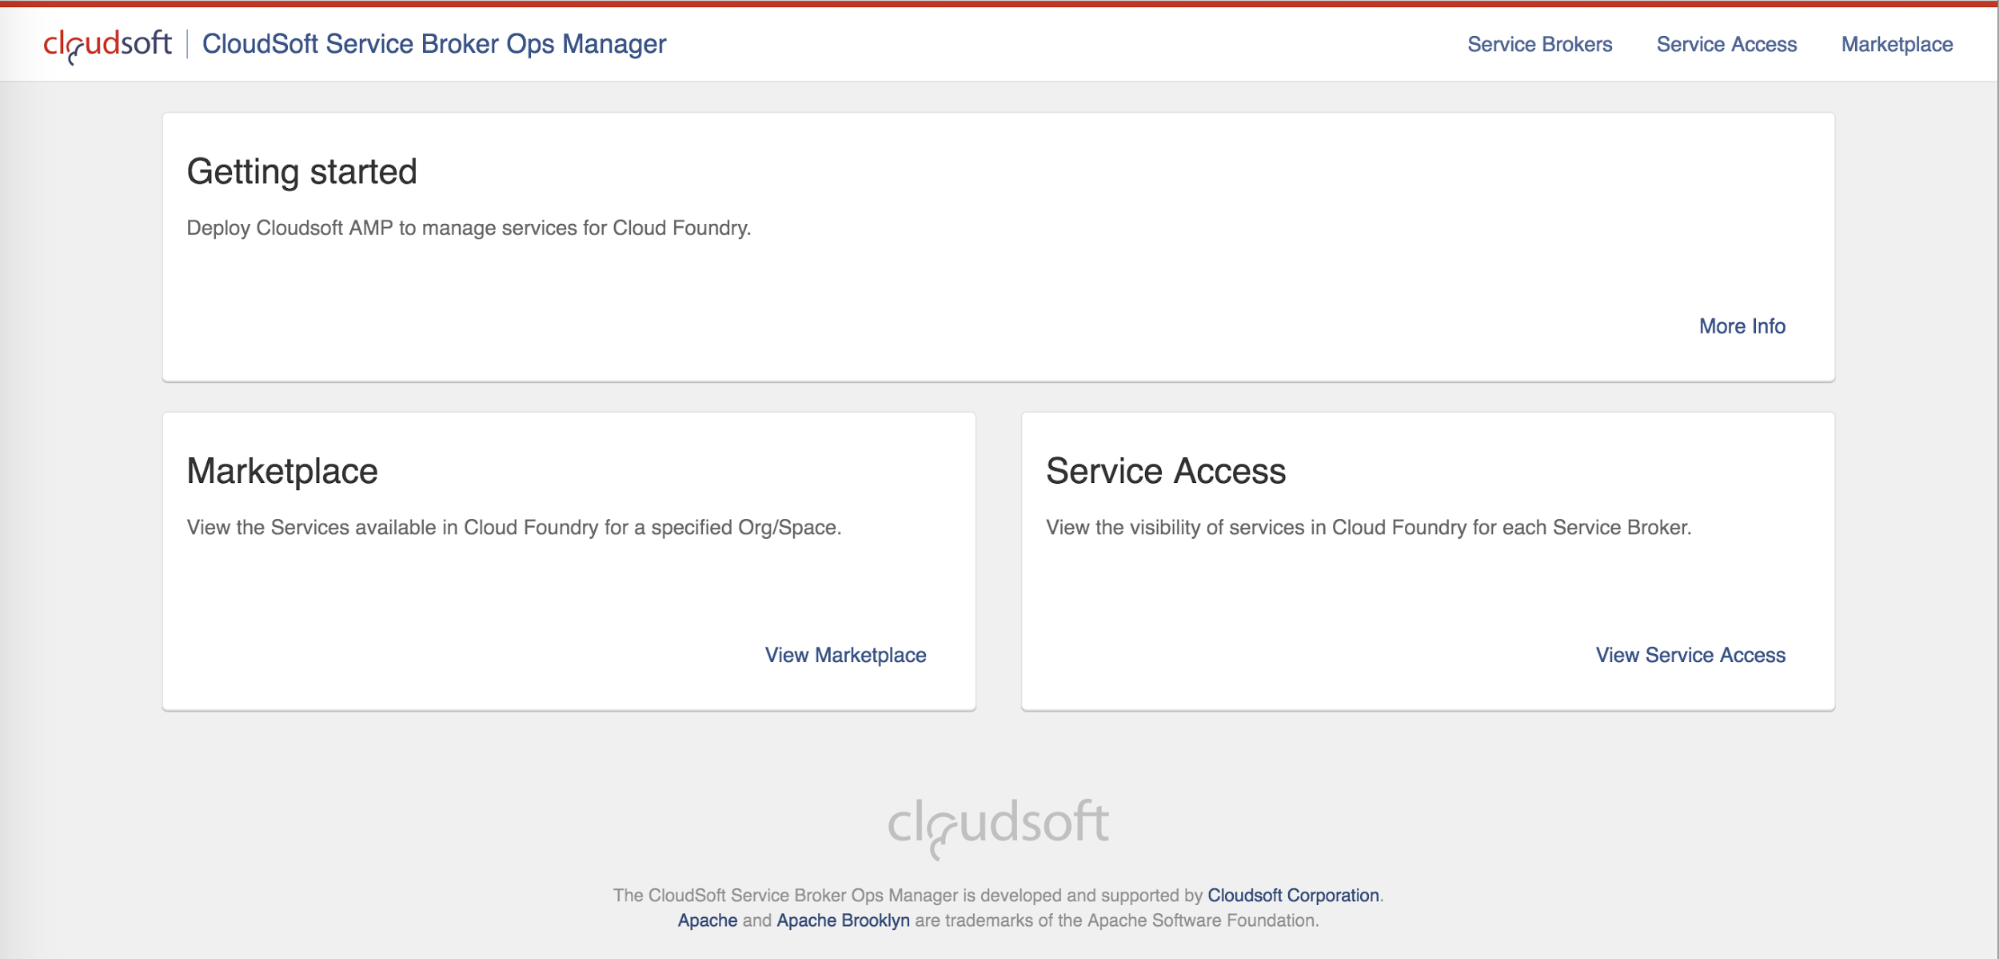 cloudsoft | CloudSoft Service Broker Ops Manager Service Brokers Service Access Marketplace
Getting started
Deploy Cloudsoft AMP to manage services for Cloud Foundry.
More Info
Marketplace
View the Services available in Cloud Foundry for a specified Org/Space.
View Marketplace
Service Access
View the visibility of services in Cloud Foundry for each Service Broker.
View Service Access
cloudsoft
The CloudSoft Service Broker Ops Manager is developed and supported by Cloudsoft Corporation.
Apache and Apache Brooklyn are trademarks of the Apache Software Foundation.